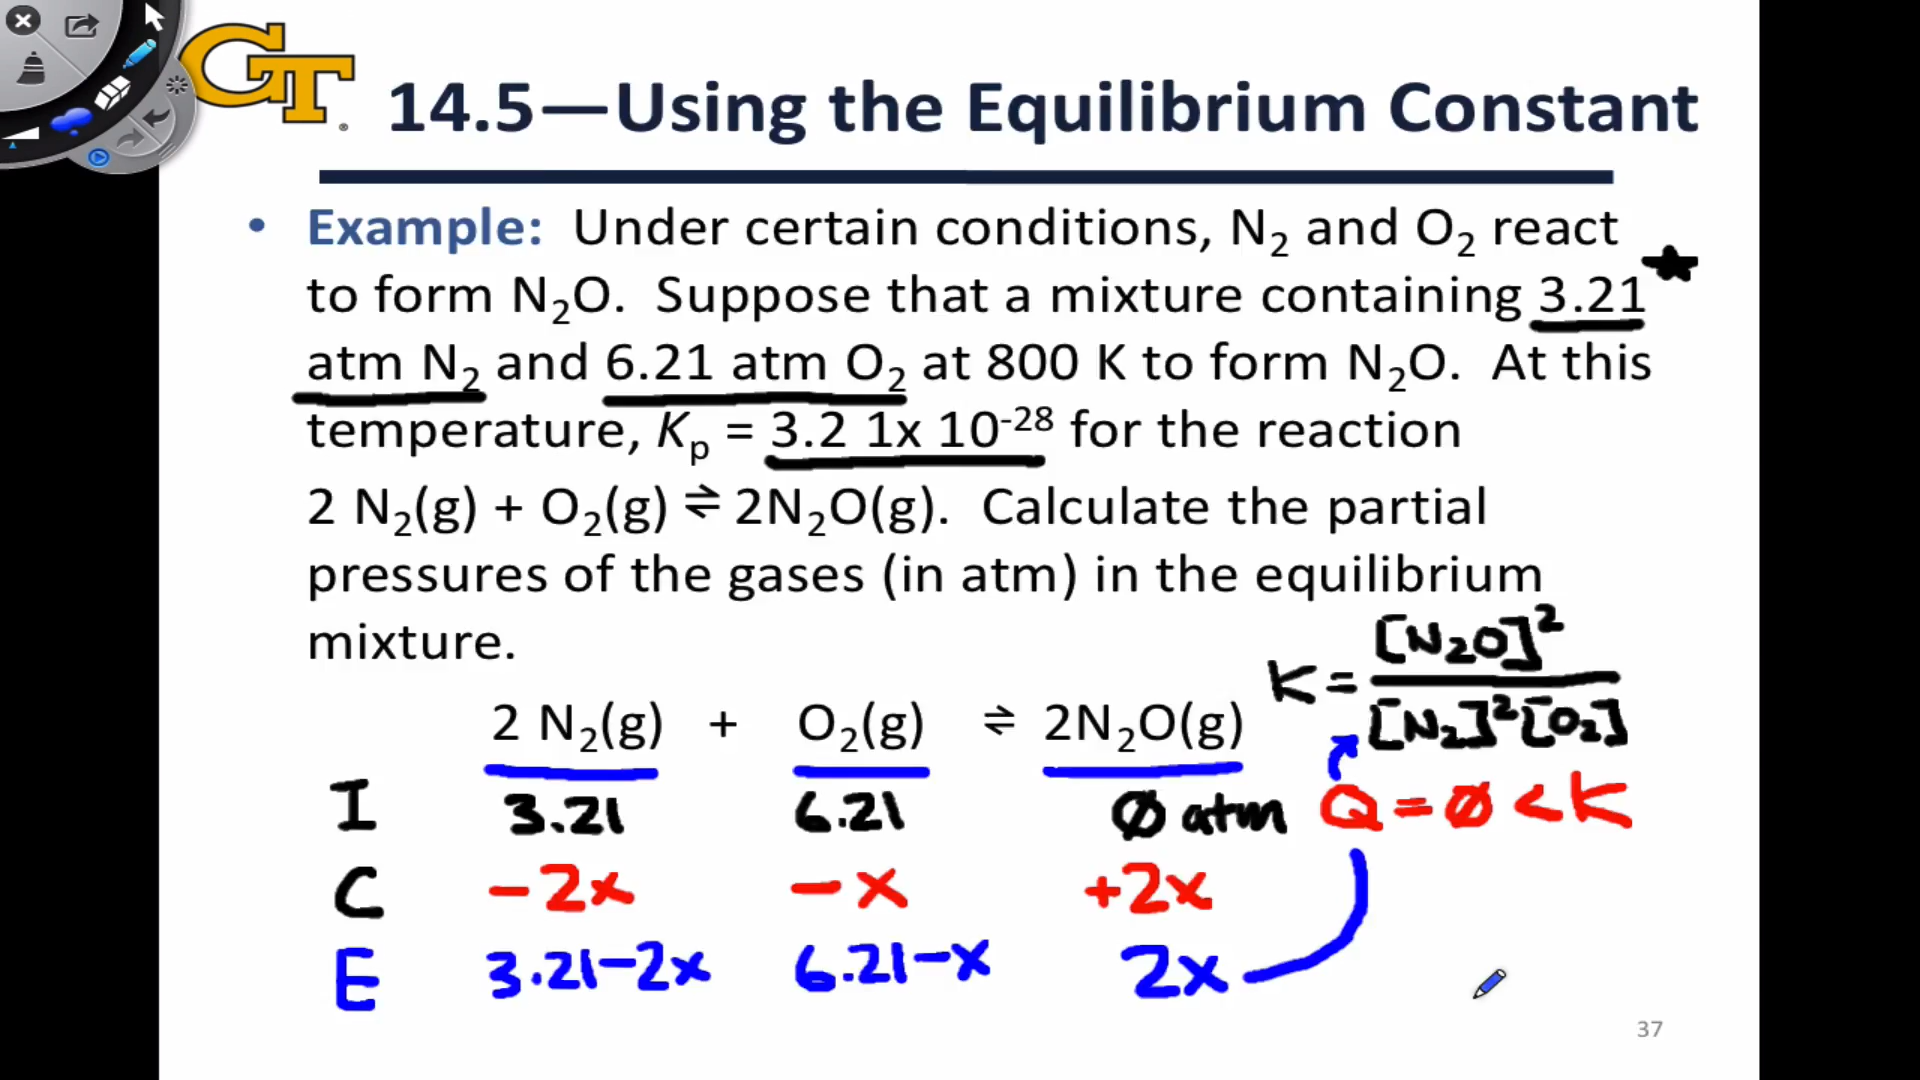 GT
14.5—Using the Equilibrium Constant
• Example: Under certain conditions, N₂ and O₂ react
to form N₂O. Suppose that a mixture containing 3.21
atm N₂ and 6.21 atm O₂ at 800 K to form N₂O. At this
temperature, Kₚ = 3.2 1x 10⁻²⁸ for the reaction
2 N₂(g) + O₂(g) ⇌ 2N₂O(g). Calculate the partial
pressures of the gases (in atm) in the equilibrium
mixture.
K = [N₂O]² / [N₂]²[O₂]
2 N₂(g) + O₂(g) ⇌ 2N₂O(g)
I 3.21 6.21 Ø atm Q = Ø < K
C -2x -x +2x
E 3.21-2x 6.21-x 2x
37